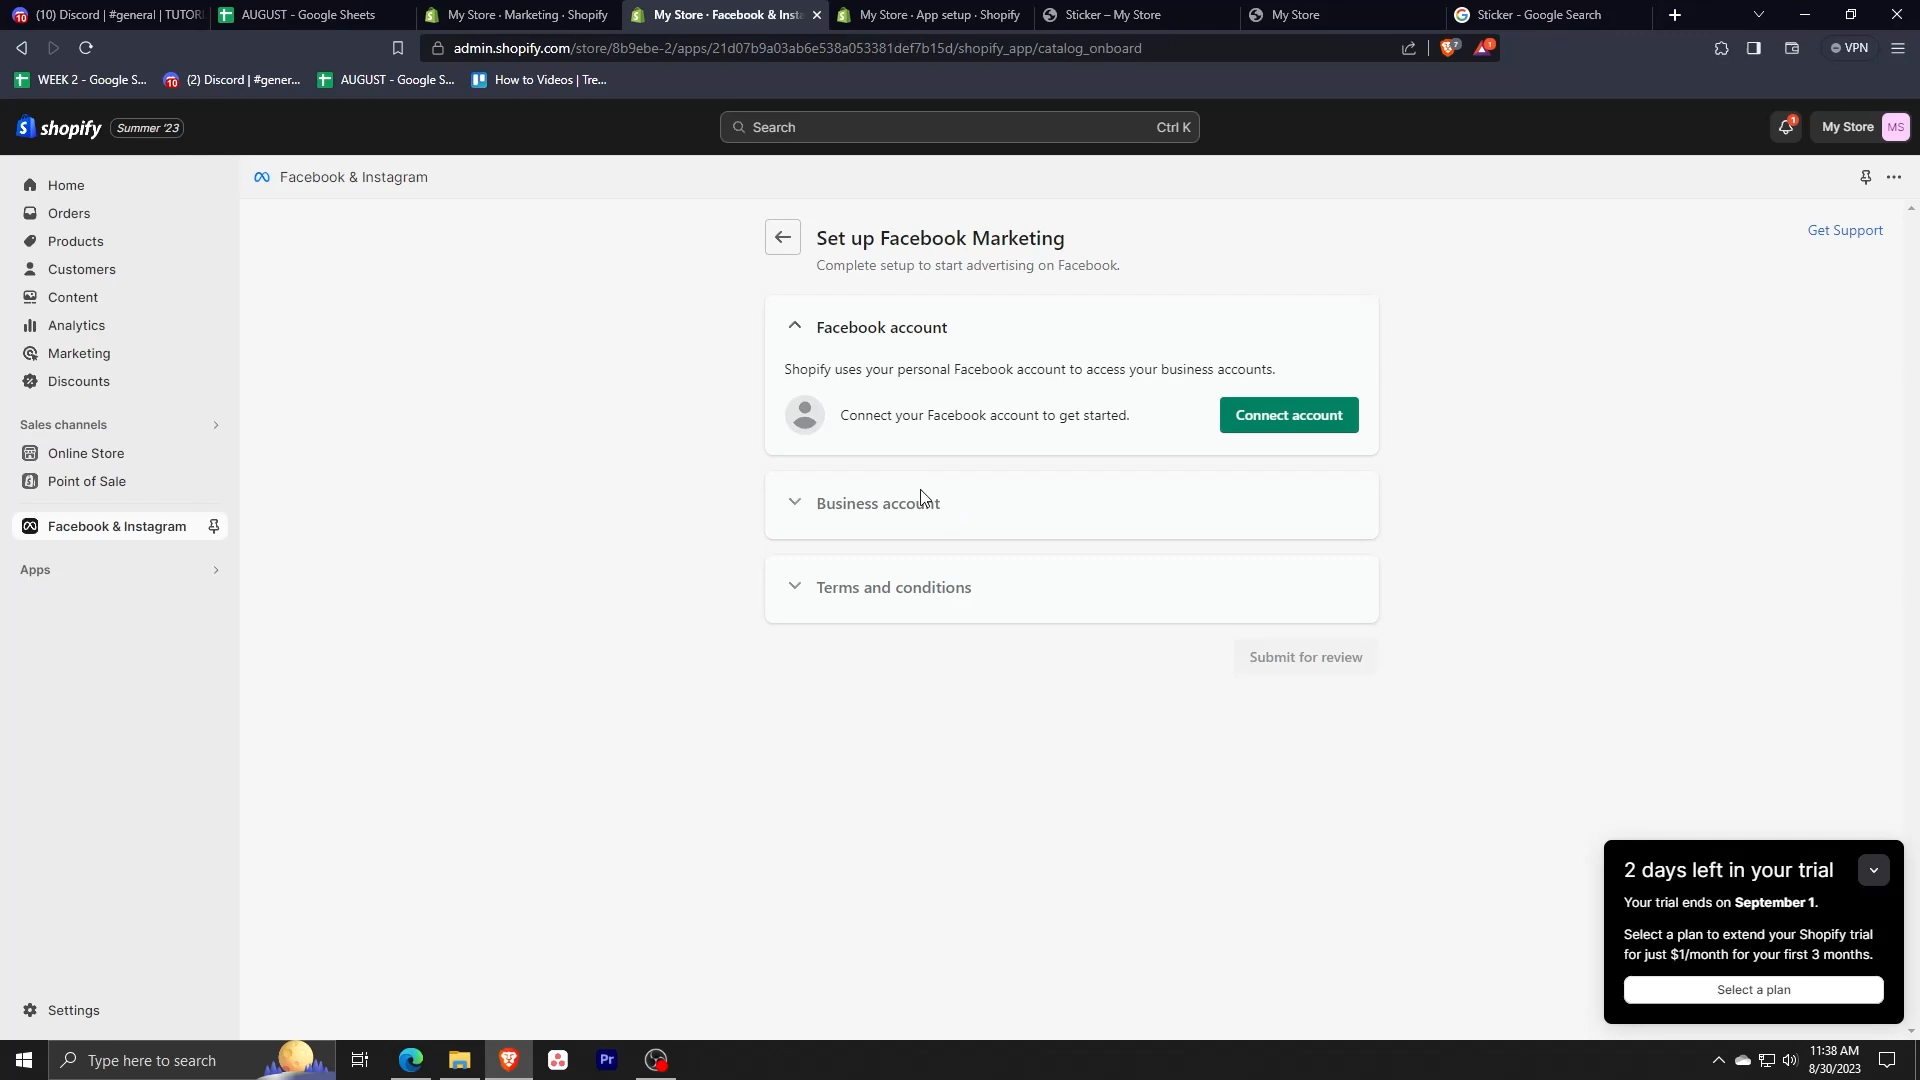 (10) Discord | #general | TUTOR
AUGUST - Google Sheets
My Store · Marketing · Shopify
My Store · Facebook & Inst
My Store · App setup · Shopify
Sticker – My Store
My Store
Sticker - Google Search
admin.shopify.com/store/8b9ebe-2/apps/21d07b9a03ab6e538a053381def7b15d/shopify_app/catalog_onboard
7
1
VPN
WEEK 2 - Google S...
(2) Discord | #gener...
AUGUST - Google S...
How to Videos | Tre...
shopify
Summer '23
Search
Ctrl K
1
My Store
MS
Home
Orders
Products
Customers
Content
Analytics
Marketing
Discounts
Sales channels
Online Store
Point of Sale
Facebook & Instagram
Apps
Settings
Facebook & Instagram
Get Support
Set up Facebook Marketing
Complete setup to start advertising on Facebook.
Facebook account
Shopify uses your personal Facebook account to access your business accounts.
Connect your Facebook account to get started.
Connect account
Business account
Terms and conditions
Submit for review
2 days left in your trial
Your trial ends on September 1.
Select a plan to extend your Shopify trial
for just $1/month for your first 3 months.
Select a plan
Type here to search
Pr
11:38 AM
8/30/2023